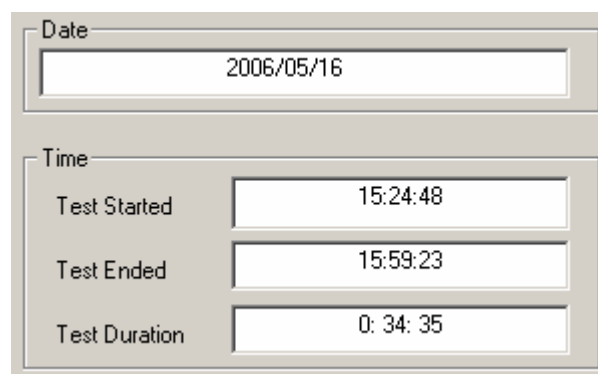 Date
2006/05/16
Time
Test Started 15:24:48
Test Ended 15:59:23
Test Duration 0: 34: 35